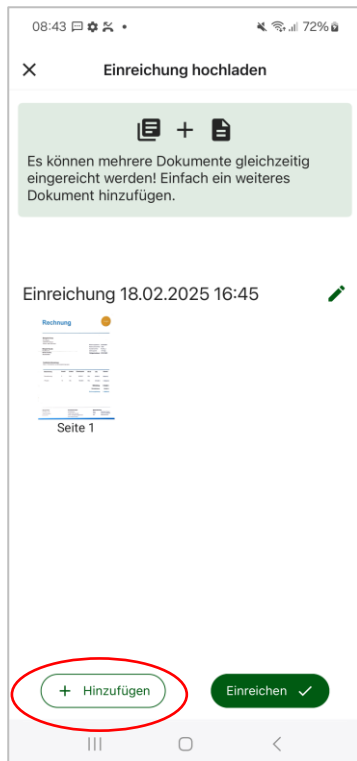 08:43
72%
Einreichung hochladen
Es können mehrere Dokumente gleichzeitig
eingereicht werden! Einfach ein weiteres
Dokument hinzufügen.
Einreichung 18.02.2025 16:45
Rechnung
Seite 1
+ Hinzufügen
Einreichen